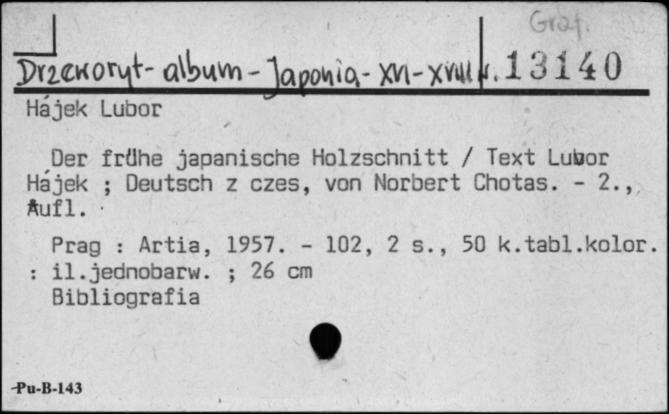 Graf.
Drzeworyt - album - Japonia - XVI - XVIII w. 13140
Hájek Lubor
Der frühe japanische Holzschnitt / Text Lubor
Hájek ; Deutsch z czes, von Norbert Chotas. - 2.,
Aufl.
Prag : Artia, 1957. - 102, 2 s., 50 k.tabl.kolor.
: il.jednobarw. ; 26 cm
Bibliografia
Pu-B-143